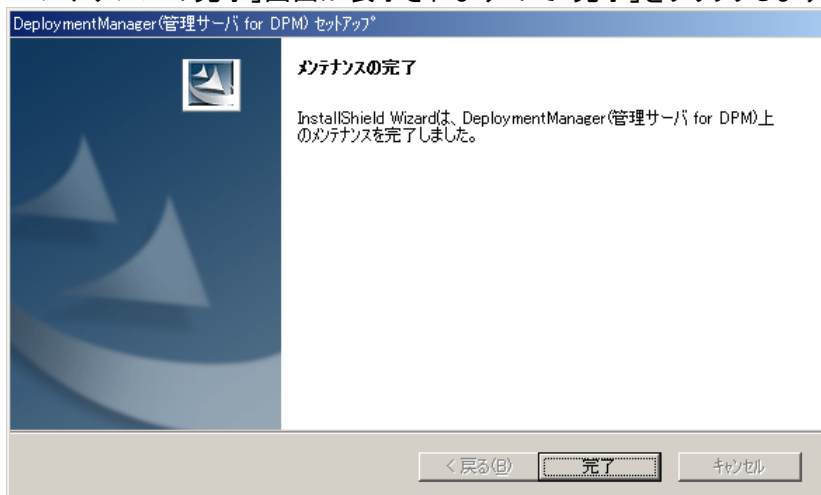 DeploymentManager(管理サーバ for DPM) セットアップ
メンテナンスの完了
InstallShield Wizardは、DeploymentManager(管理サーバ for DPM)上
のメンテナンスを完了しました。
< 戻る(B)
完了
キャンセル